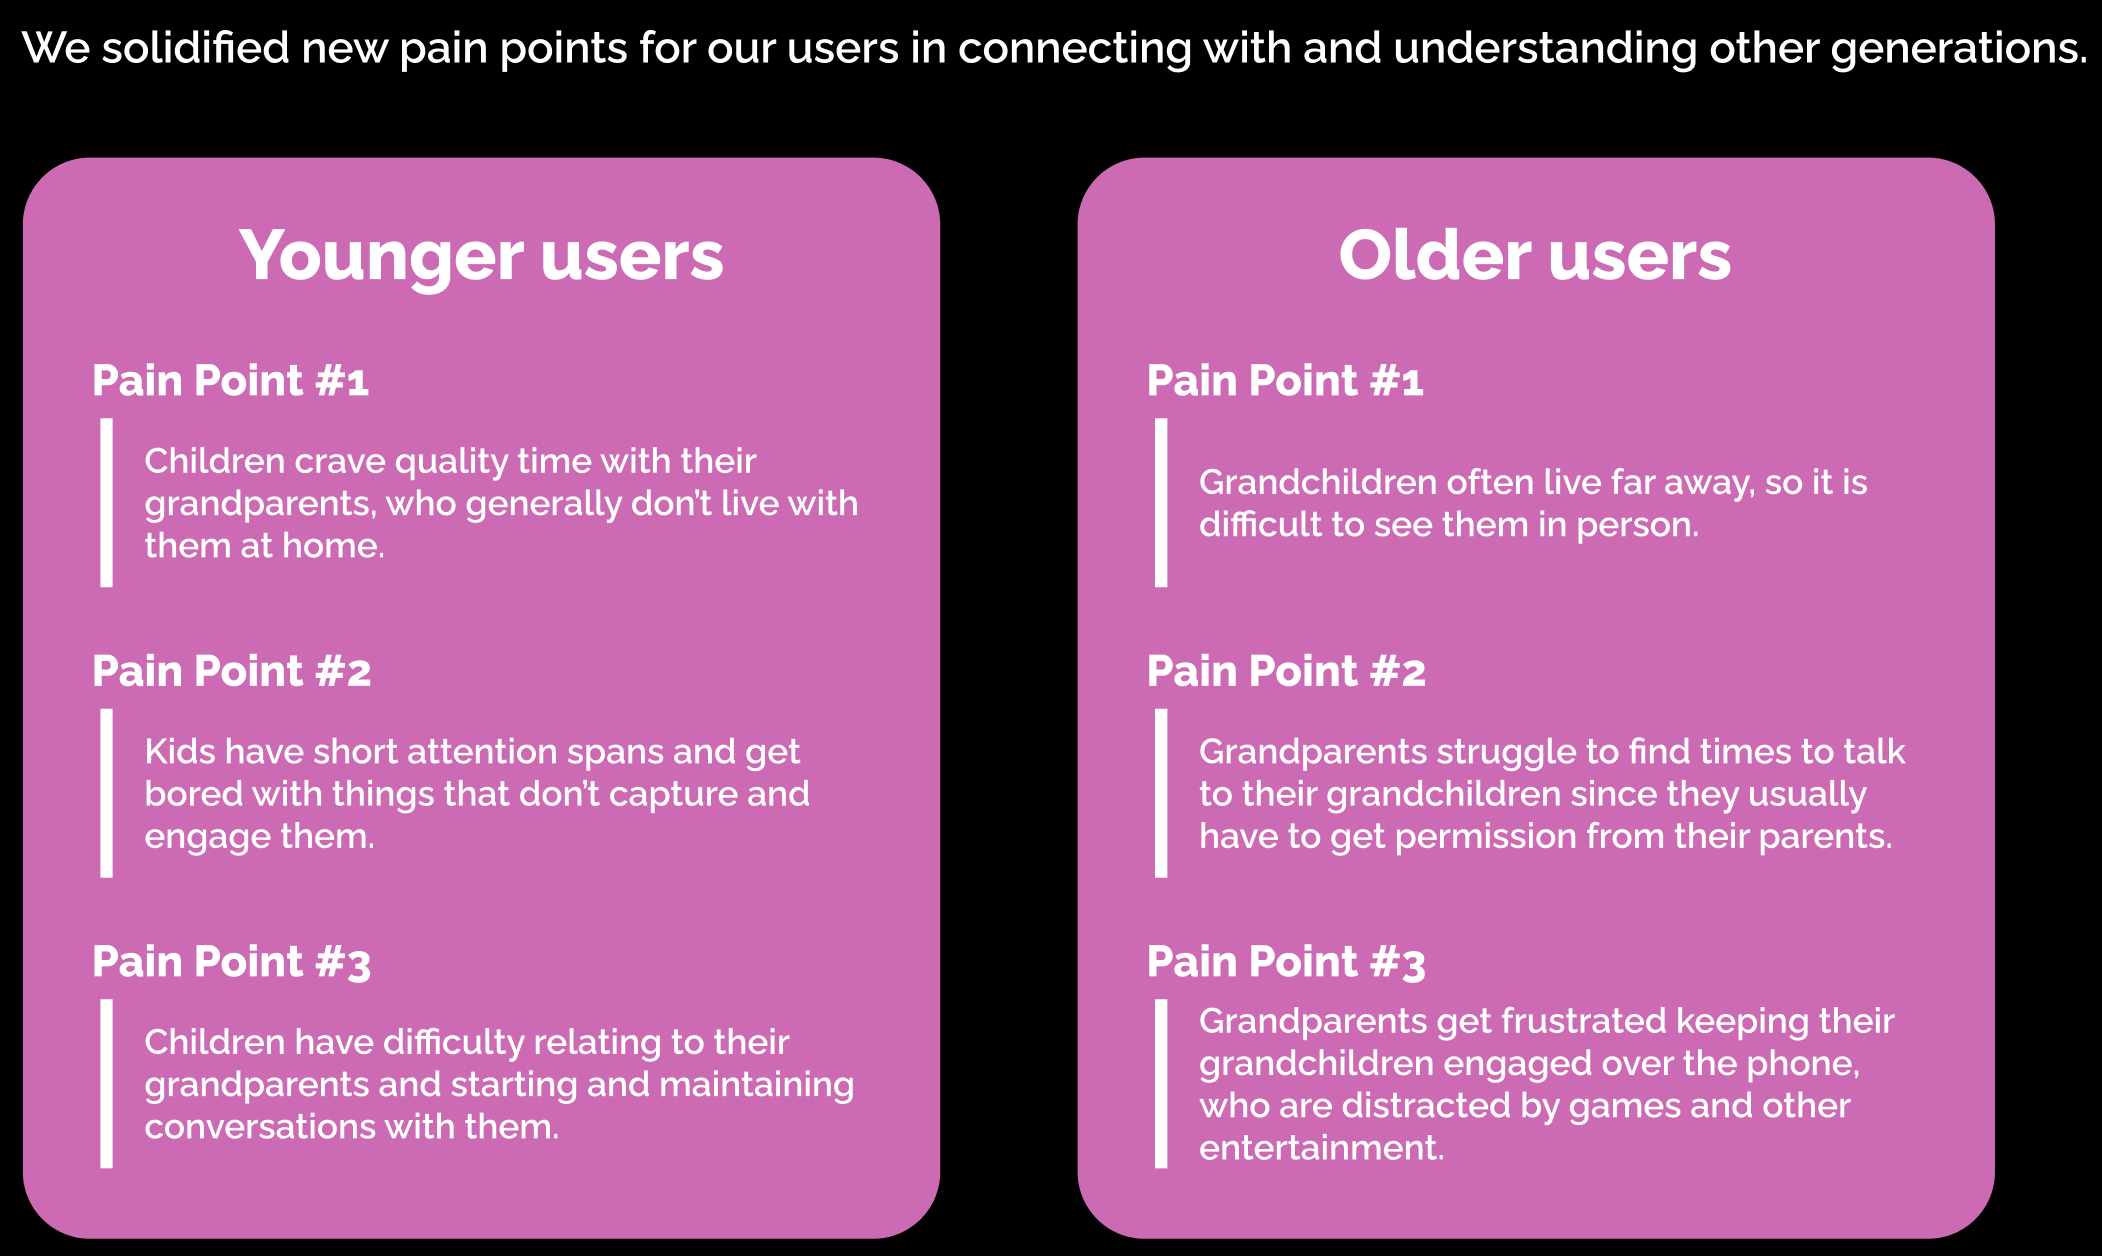 We solidified new pain points for our users in connecting with and understanding other generations.
Younger users
Pain Point #1
Children crave quality time with their
grandparents, who generally don't live with
them at home.
Pain Point #2
Kids have short attention spans and get
bored with things that don't capture and
engage them.
Pain Point #3
Children have difficulty relating to their
grandparents and starting and maintaining
conversations with them.
Older users
Pain Point #1
Grandchildren often live far away, so it is
difficult to see them in person.
Pain Point #2
Grandparents struggle to find times to talk
to their grandchildren since they usually
have to get permission from their parents.
Pain Point #3
Grandparents get frustrated keeping their
grandchildren engaged over the phone,
who are distracted by games and other
entertainment.